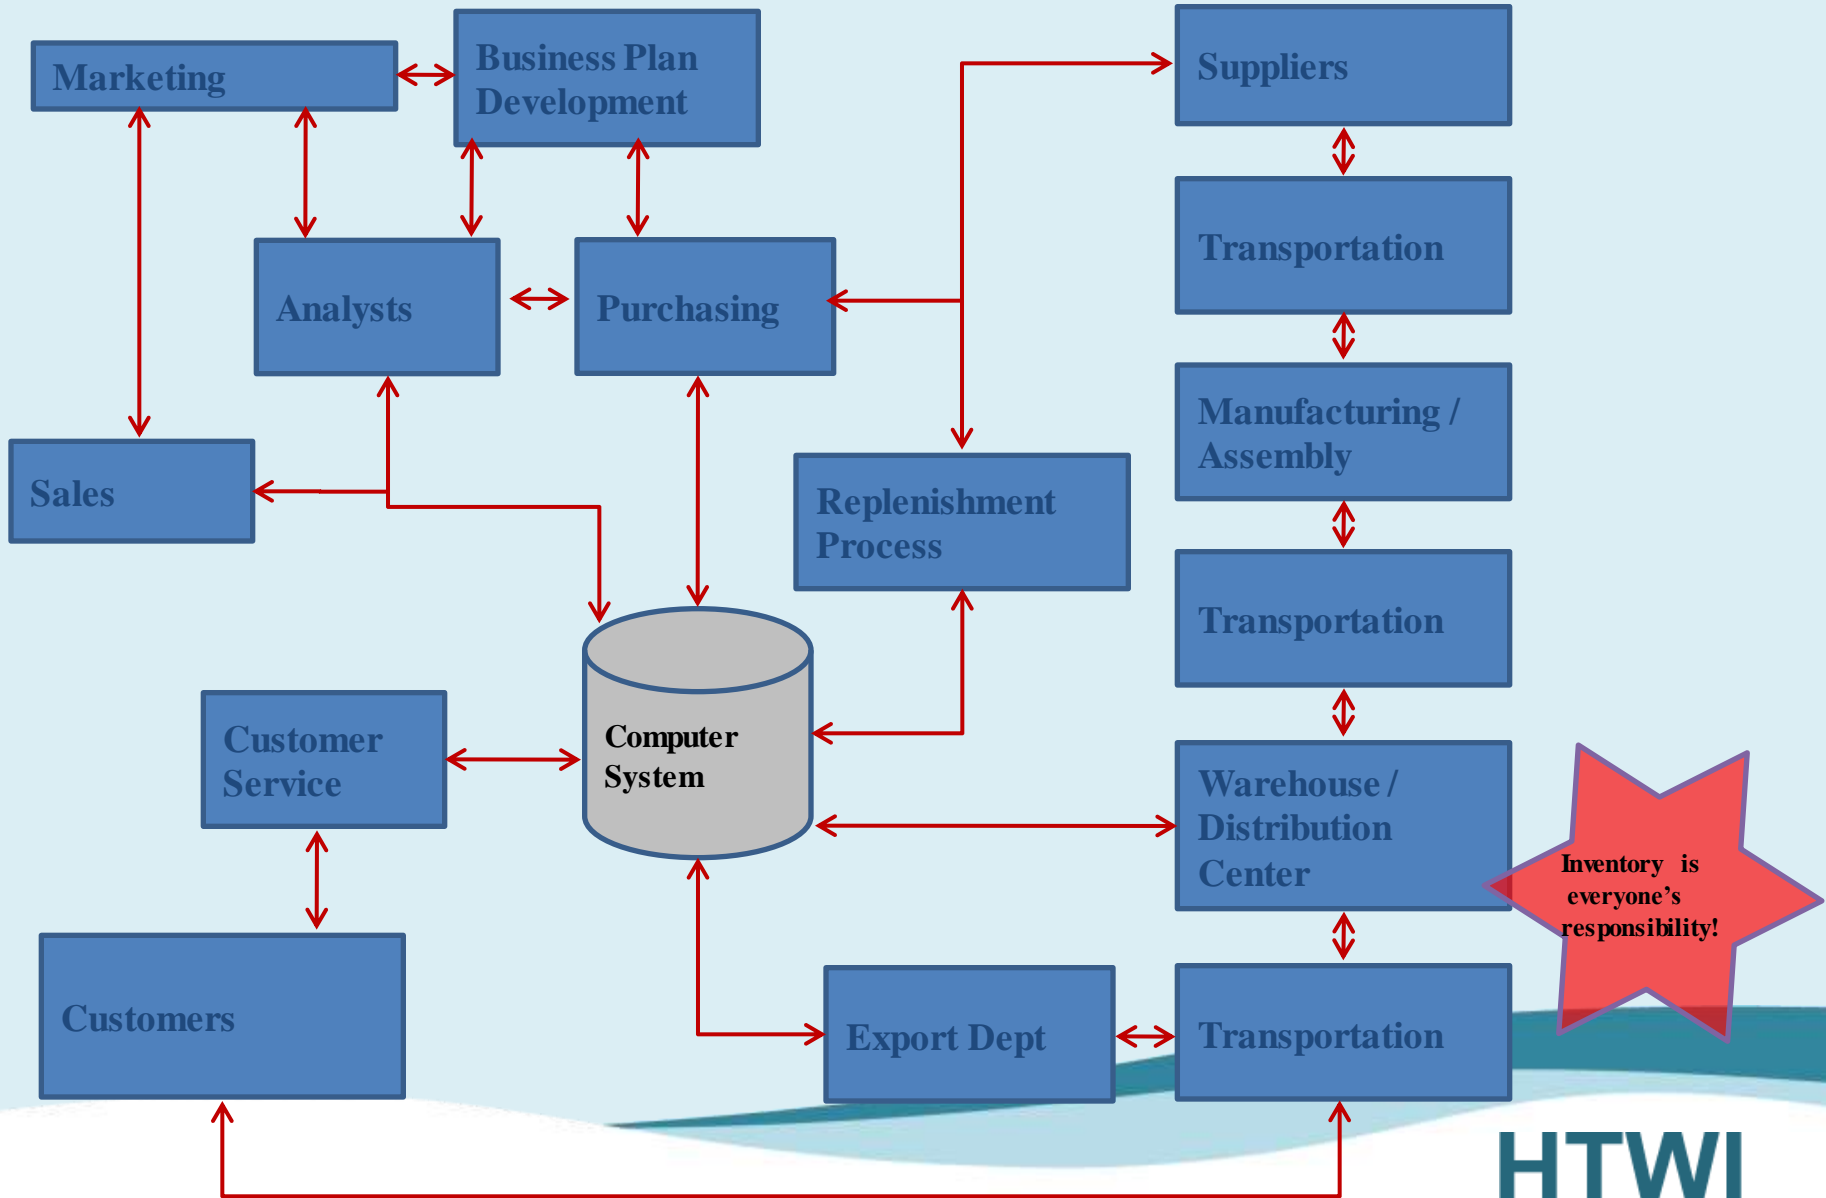 Marketing
Business Plan
Development
Suppliers
Transportation
Analysts
Purchasing
Manufacturing /
Assembly
Sales
Replenishment
Process
Transportation
Customer
Service
Computer
System
Warehouse /
Distribution
Center
Inventory is
everyone’s
responsibility!
Customers
Export Dept
Transportation
HTWI